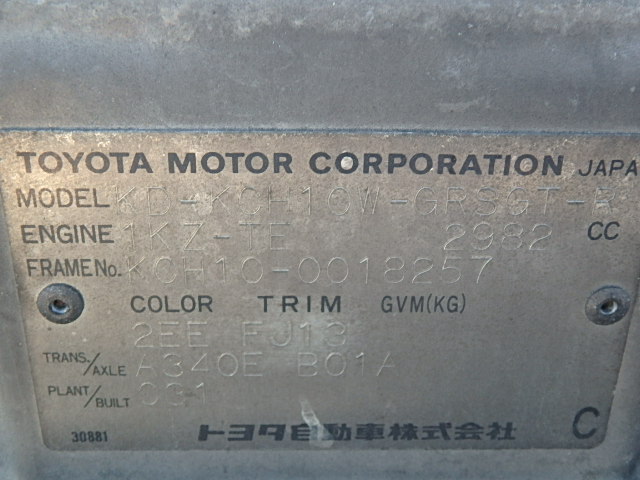 TOYOTA MOTOR CORPORATION JAPA
MODEL KD-KCH10W-GRSGT-R
ENGINE 1KZ-TE 2982 CC
FRAME No. KCH10-0018257
COLOR TRIM GVM(KG)
2EE FJ13
TRANS./AXLE A340E B01A
PLANT/BUILT
30881 トヨタ自動車株式会社 C